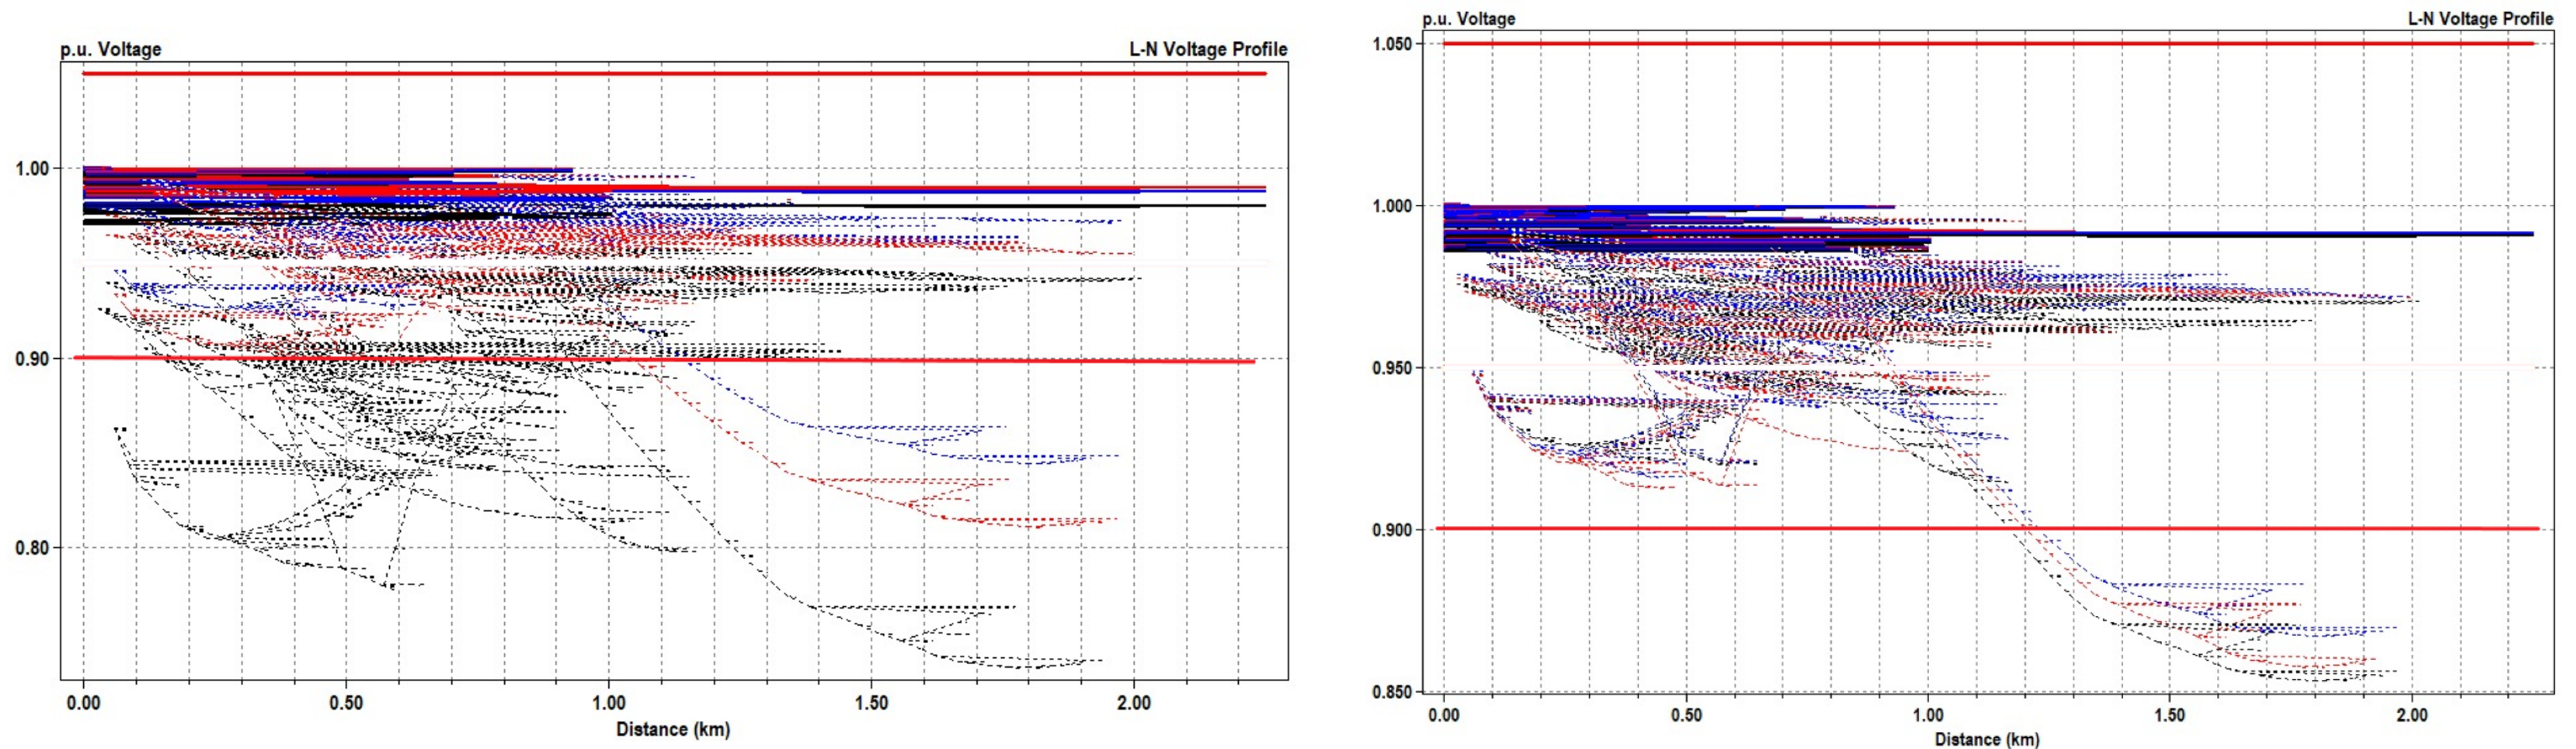 p.u. Voltage L-N Voltage Profile
1.00
0.90
0.80
0.00 0.50 1.00 1.50 2.00
Distance (km)
p.u. Voltage L-N Voltage Profile
1.050
1.000
0.950
0.900
0.850
0.00 0.50 1.00 1.50 2.00
Distance (km)